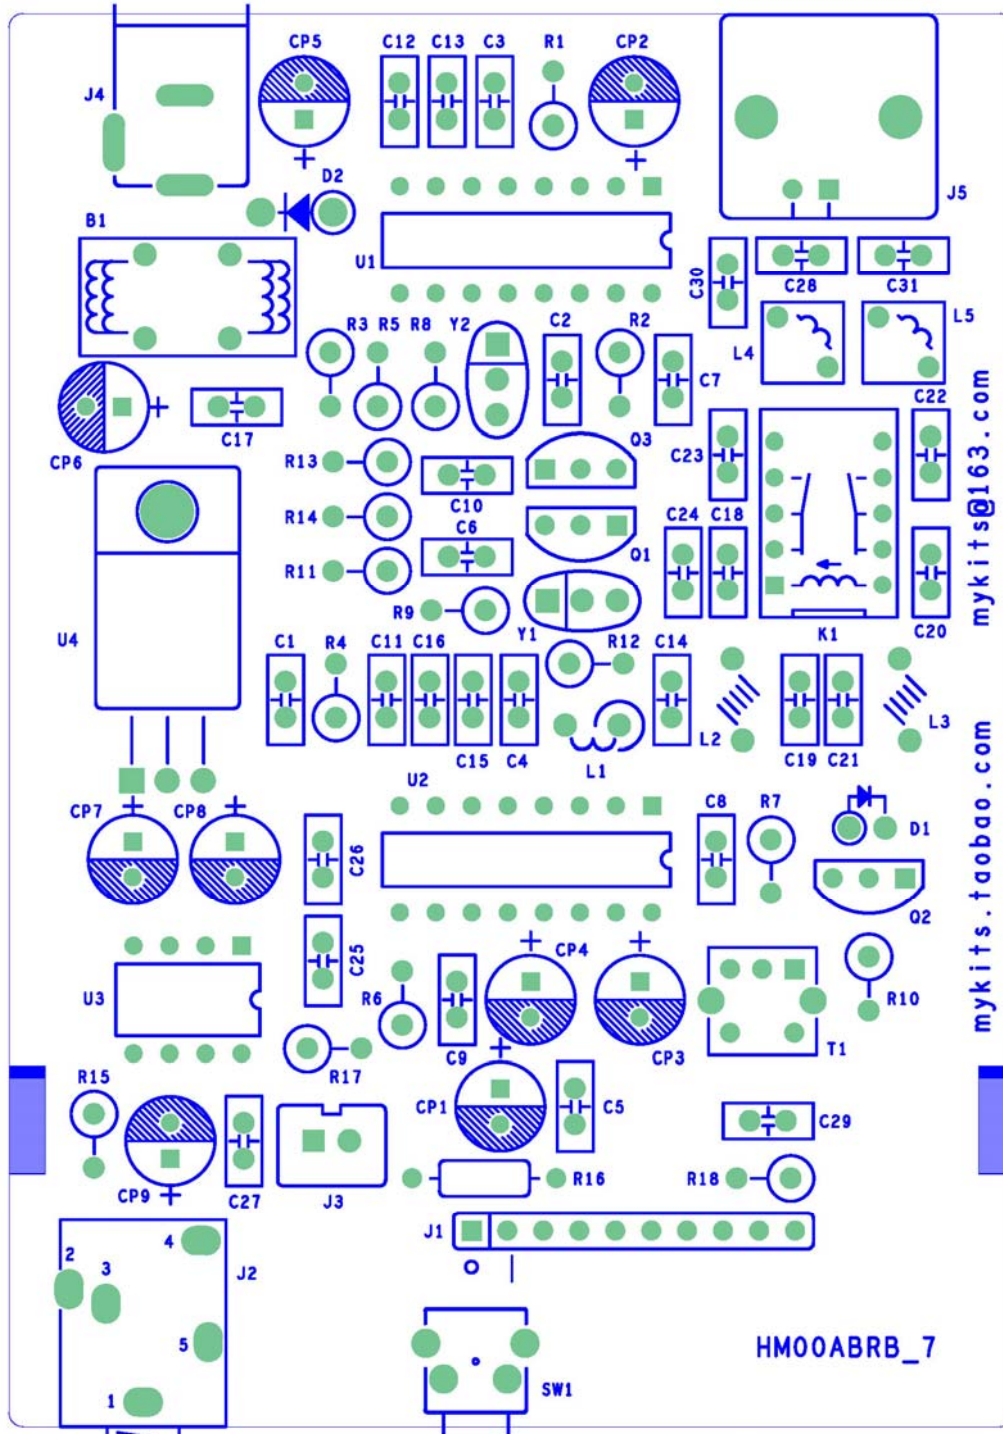 CP5
C12
C13
C3
R1
CP2
J4
D2
J5
B1
U1
C30
C28
C31
R3
R5
R8
Y2
C2
R2
L4
L5
C7
CP6
C17
C22
R13
Q3
C23
C10
R14
C6
C24
C18
Q1
R11
R9
Y1
R12
K1
C20
mykits@163.com
U4
C1
R4
C11
C16
C14
L2
L3
C15
C4
L1
C19
C21
CP7
CP8
U2
C8
R7
D1
C26
Q2
CP4
C25
U3
R6
R10
mykits.taobao.com
C9
CP3
T1
R17
R15
CP1
C5
C29
CP9
C27
J3
R16
R18
J1
2
3
4
J2
5
1
SW1
HM00ABRB_7